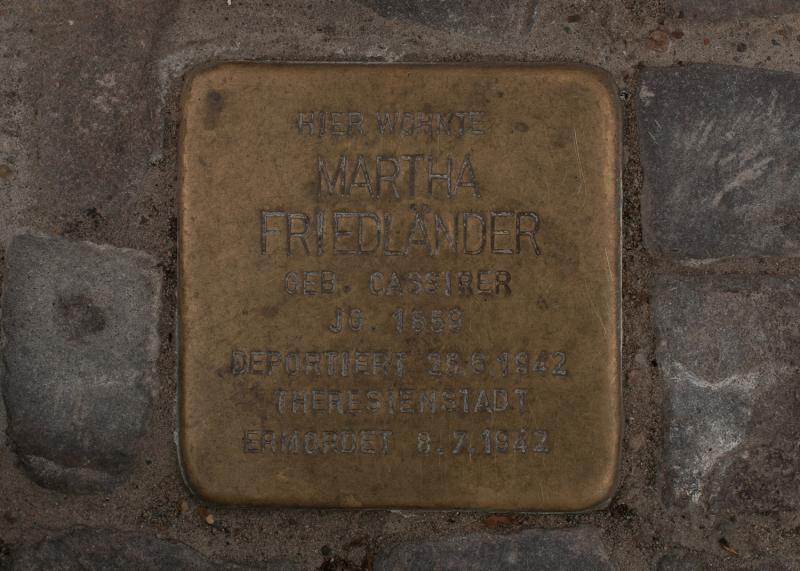 HIER WOHNTE
MARTHA
FRIEDLÄNDER
GEB. CASSIRER
JG. 1859
DEPORTIERT 26.6.1942
THERESIENSTADT
ERMORDET 8.7.1942